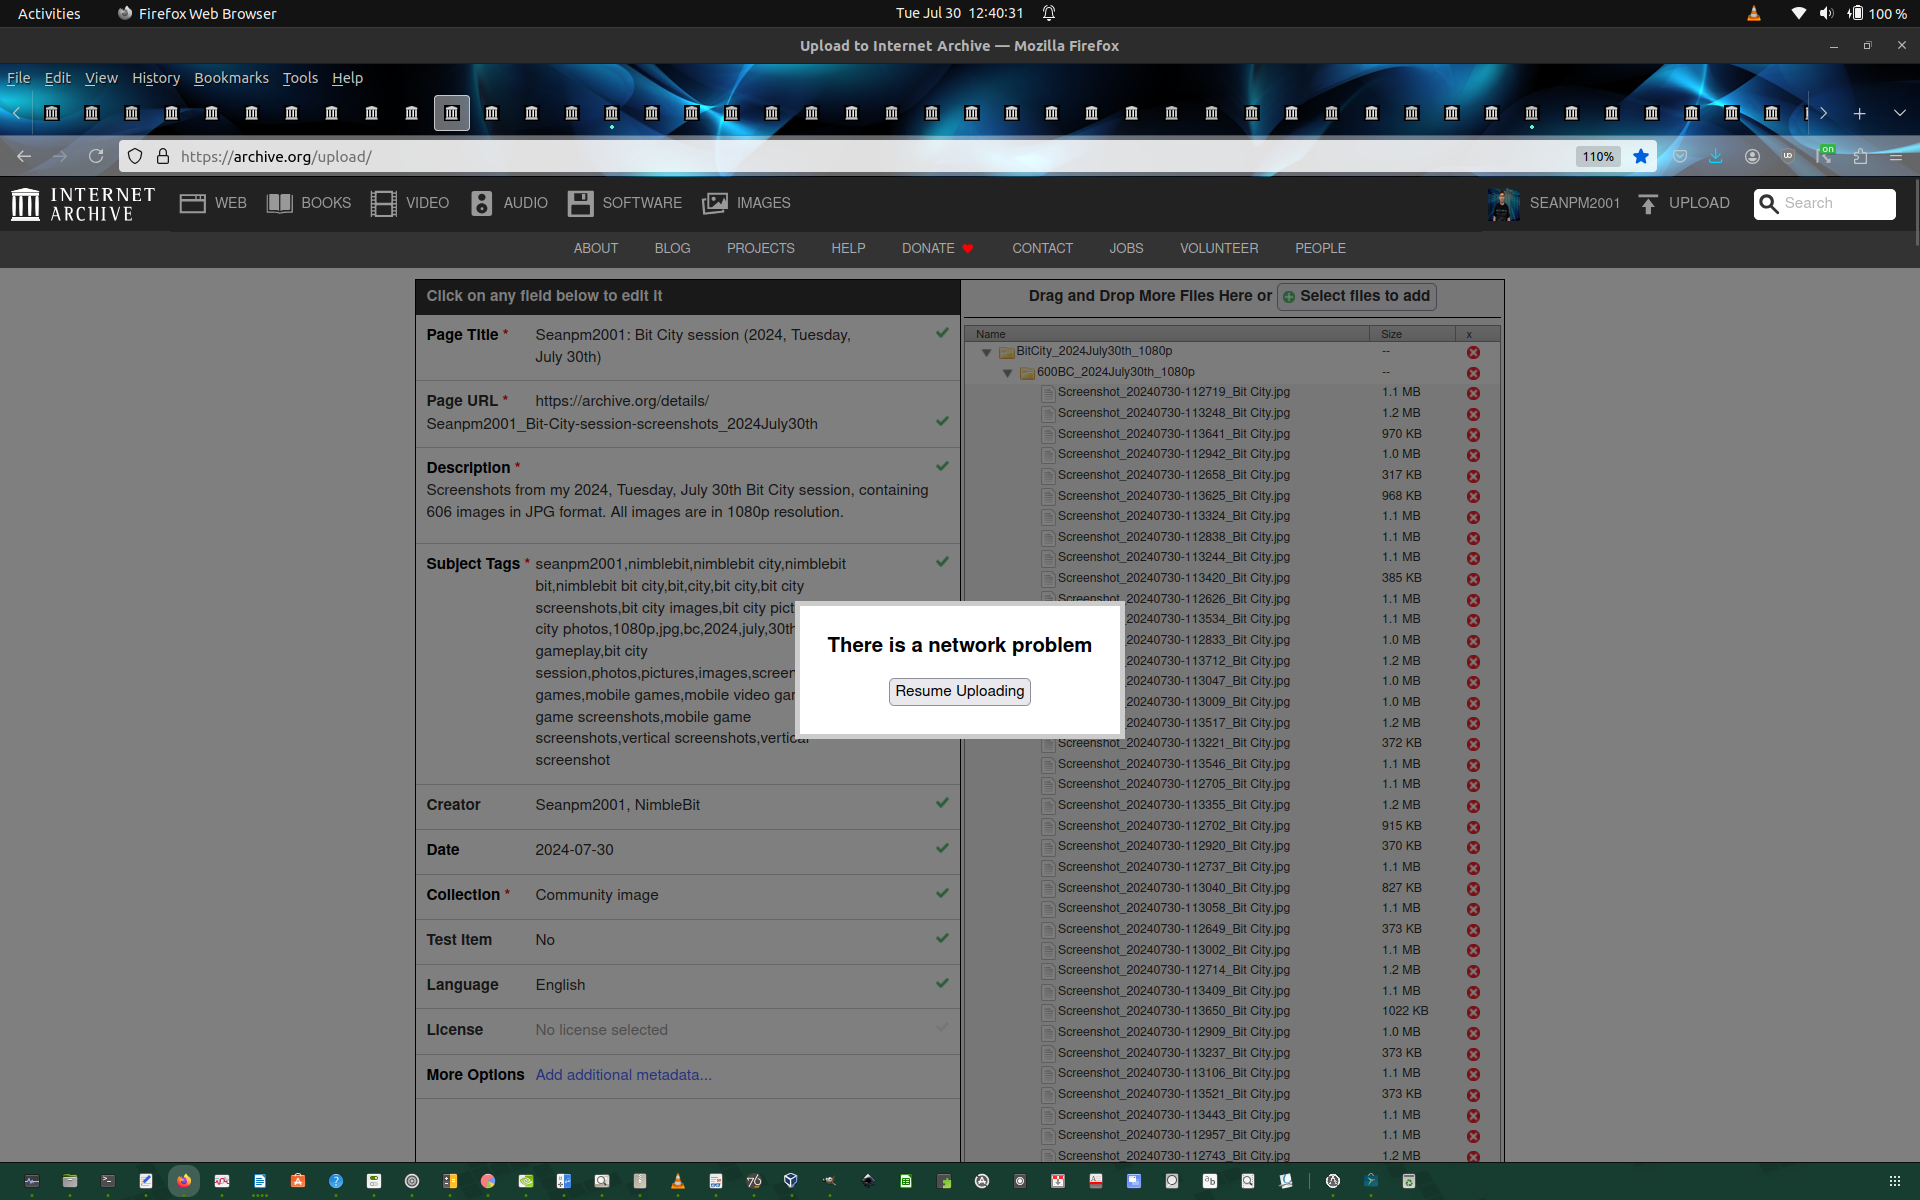 Activities
Firefox Web Browser
Tue Jul 30 12:40:31
100 %
Upload to Internet Archive — Mozilla Firefox
File Edit View History Bookmarks Tools Help
https://archive.org/upload/
110%
on
INTERNET ARCHIVE
WEB BOOKS VIDEO AUDIO SOFTWARE IMAGES
SEANPM2001 UPLOAD Search
ABOUT BLOG PROJECTS HELP DONATE CONTACT JOBS VOLUNTEER PEOPLE
Click on any field below to edit it
Page Title * Seanpm2001: Bit City session (2024, Tuesday,
July 30th)
Page URL * https://archive.org/details/
Seanpm2001_Bit-City-session-screenshots_2024July30th
Description *
Screenshots from my 2024, Tuesday, July 30th Bit City session, containing
606 images in JPG format. All images are in 1080p resolution.
Subject Tags * seanpm2001,nimblebit,nimblebit city,nimblebit
bit,nimblebit bit city,bit,city,bit city,bit city
screenshots,bit city images,bit city pict
city photos,1080p,jpg,bc,2024,july,30th
gameplay,bit city
session,photos,pictures,images,screen
games,mobile games,mobile video gar
game screenshots,mobile game
screenshots,vertical screenshots,vertical
screenshot
Creator Seanpm2001, NimbleBit
Date 2024-07-30
Collection * Community image
Test Item No
Language English
License No license selected
More Options Add additional metadata...
Drag and Drop More Files Here or Select files to add
Name Size x
BitCity_2024July30th_1080p --
600BC_2024July30th_1080p --
Screenshot_20240730-112719_Bit City.jpg 1.1 MB
Screenshot_20240730-113248_Bit City.jpg 1.2 MB
Screenshot_20240730-113641_Bit City.jpg 970 KB
Screenshot_20240730-112942_Bit City.jpg 1.0 MB
Screenshot_20240730-112658_Bit City.jpg 317 KB
Screenshot_20240730-113625_Bit City.jpg 968 KB
Screenshot_20240730-113324_Bit City.jpg 1.1 MB
Screenshot_20240730-112838_Bit City.jpg 1.1 MB
Screenshot_20240730-113244_Bit City.jpg 1.1 MB
Screenshot_20240730-113420_Bit City.jpg 385 KB
Screenshot_20240730-112626_Bit City.jpg 1.1 MB
_20240730-113534_Bit City.jpg 1.1 MB
_20240730-112833_Bit City.jpg 1.0 MB
_20240730-113712_Bit City.jpg 1.2 MB
_20240730-113047_Bit City.jpg 1.0 MB
_20240730-113009_Bit City.jpg 1.0 MB
_20240730-113517_Bit City.jpg 1.2 MB
Screenshot_20240730-113221_Bit City.jpg 372 KB
Screenshot_20240730-113546_Bit City.jpg 1.1 MB
Screenshot_20240730-112705_Bit City.jpg 1.1 MB
Screenshot_20240730-113355_Bit City.jpg 1.2 MB
Screenshot_20240730-112702_Bit City.jpg 915 KB
Screenshot_20240730-112920_Bit City.jpg 370 KB
Screenshot_20240730-112737_Bit City.jpg 1.1 MB
Screenshot_20240730-113040_Bit City.jpg 827 KB
Screenshot_20240730-113058_Bit City.jpg 1.1 MB
Screenshot_20240730-112649_Bit City.jpg 373 KB
Screenshot_20240730-113002_Bit City.jpg 1.1 MB
Screenshot_20240730-112714_Bit City.jpg 1.2 MB
Screenshot_20240730-113409_Bit City.jpg 1.1 MB
Screenshot_20240730-113650_Bit City.jpg 1022 KB
Screenshot_20240730-112909_Bit City.jpg 1.0 MB
Screenshot_20240730-113237_Bit City.jpg 373 KB
Screenshot_20240730-113106_Bit City.jpg 1.1 MB
Screenshot_20240730-113521_Bit City.jpg 373 KB
Screenshot_20240730-113443_Bit City.jpg 1.1 MB
Screenshot_20240730-112957_Bit City.jpg 1.1 MB
Screenshot_20240730-112743_Bit City.jpg 1.2 MB
There is a network problem
Resume Uploading